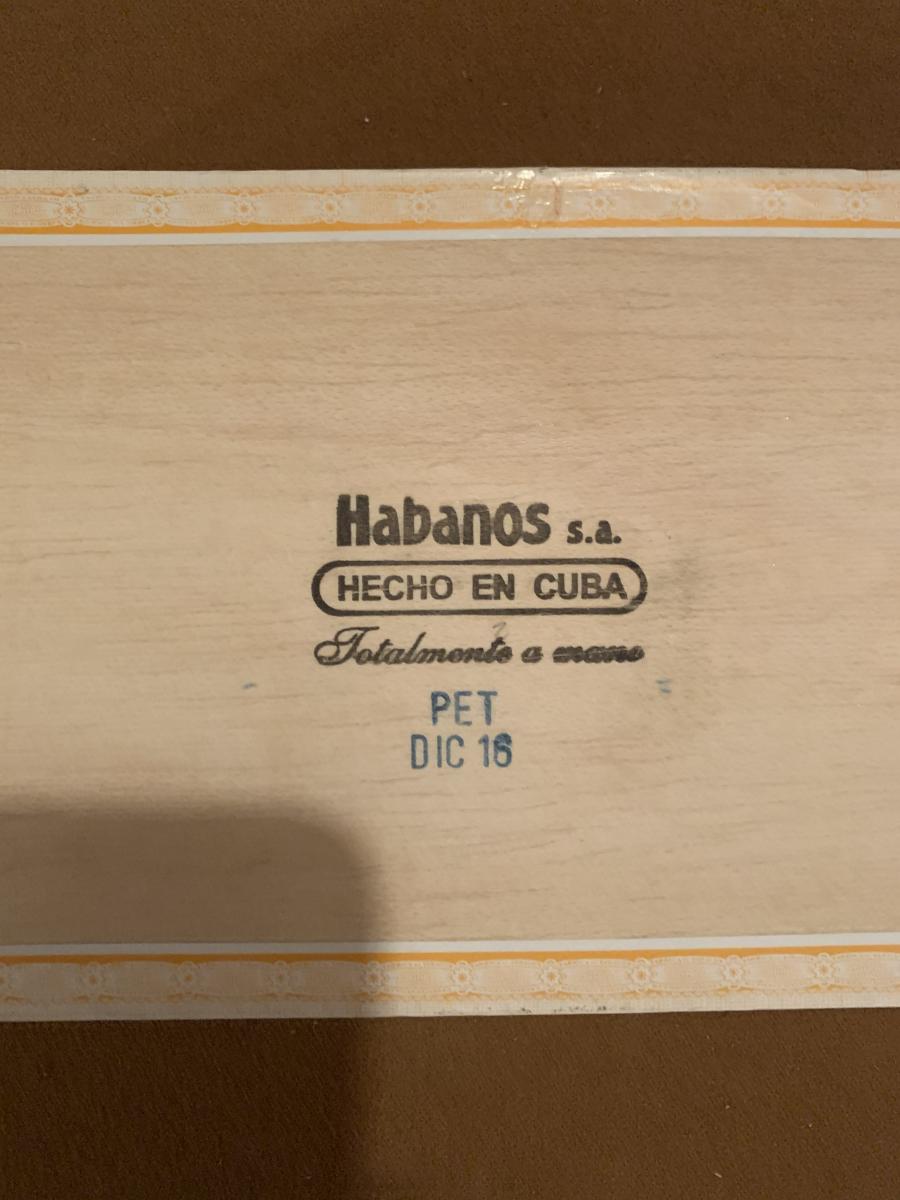 Habanos s.a.
HECHO EN CUBA
Totalmente a mano
PET
DIC 16